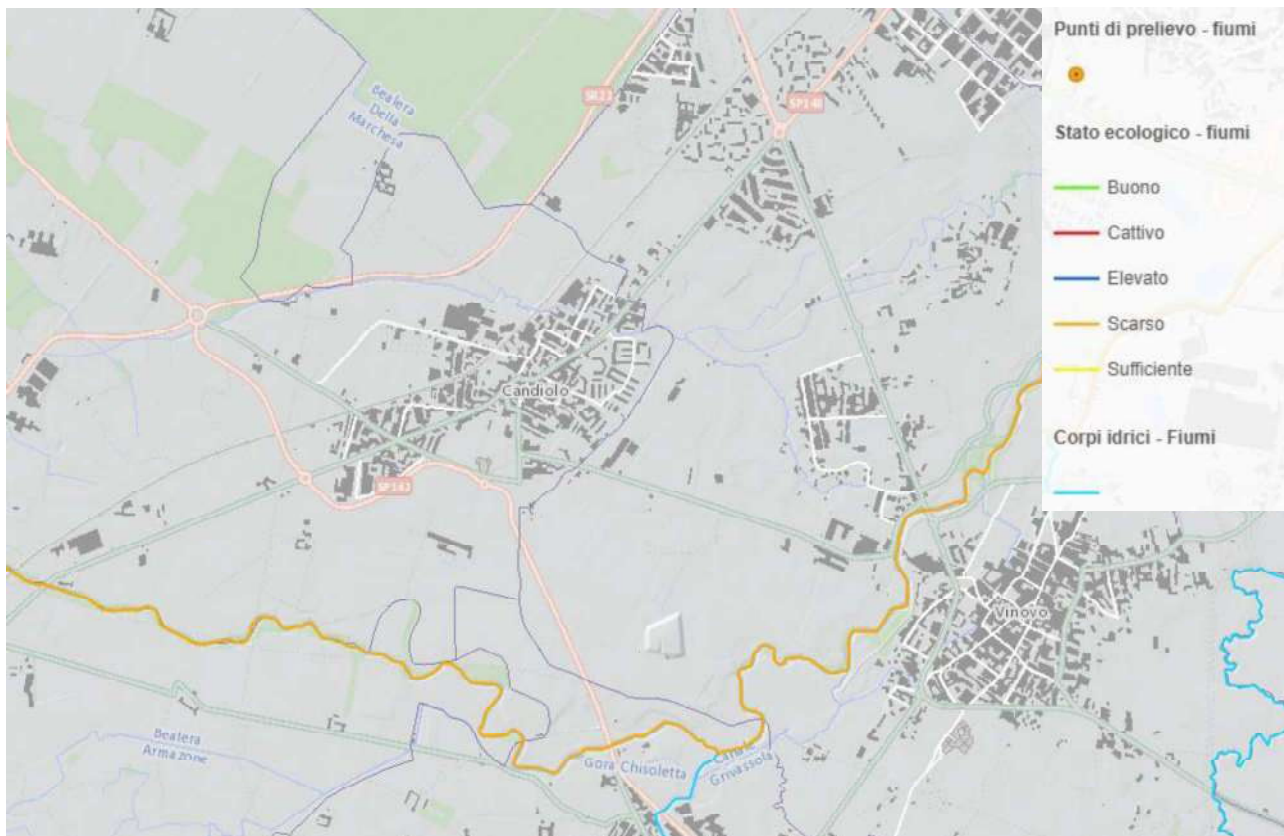 Bealera
Della
Marchesa
SR23
SP140
Candiolo
SP143
Vinovo
Bealera
Armazone
Gora Chisoletta
Canale
Grivassola
Punti di prelievo - fiumi
Stato ecologico - fiumi
Buono
Cattivo
Elevato
Scarso
Sufficiente
Corpi idrici - Fiumi